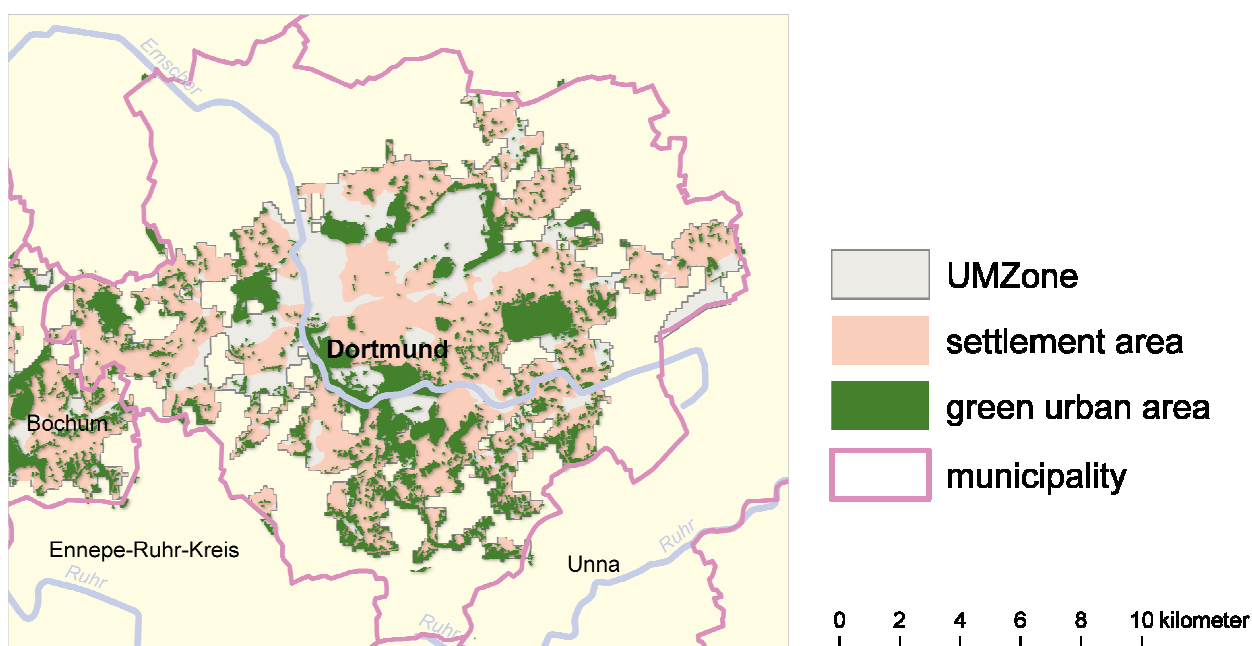 Emscher
Dortmund
Bochum
Ennepe-Ruhr-Kreis
Unna
Ruhr
Ruhr
Ruhr
UMZone
settlement area
green urban area
municipality
0 2 4 6 8 10 kilometer